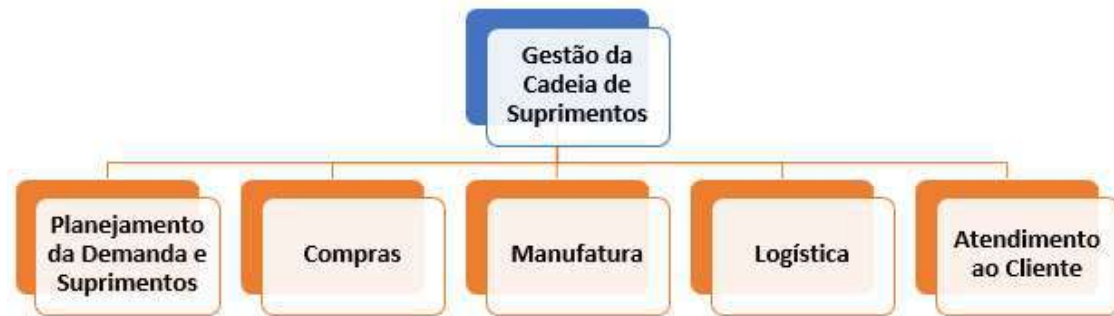 Gestão da
Cadeia de
Suprimentos
Planejamento
da Demanda e
Suprimentos
Compras
Manufatura
Logística
Atendimento
ao Cliente